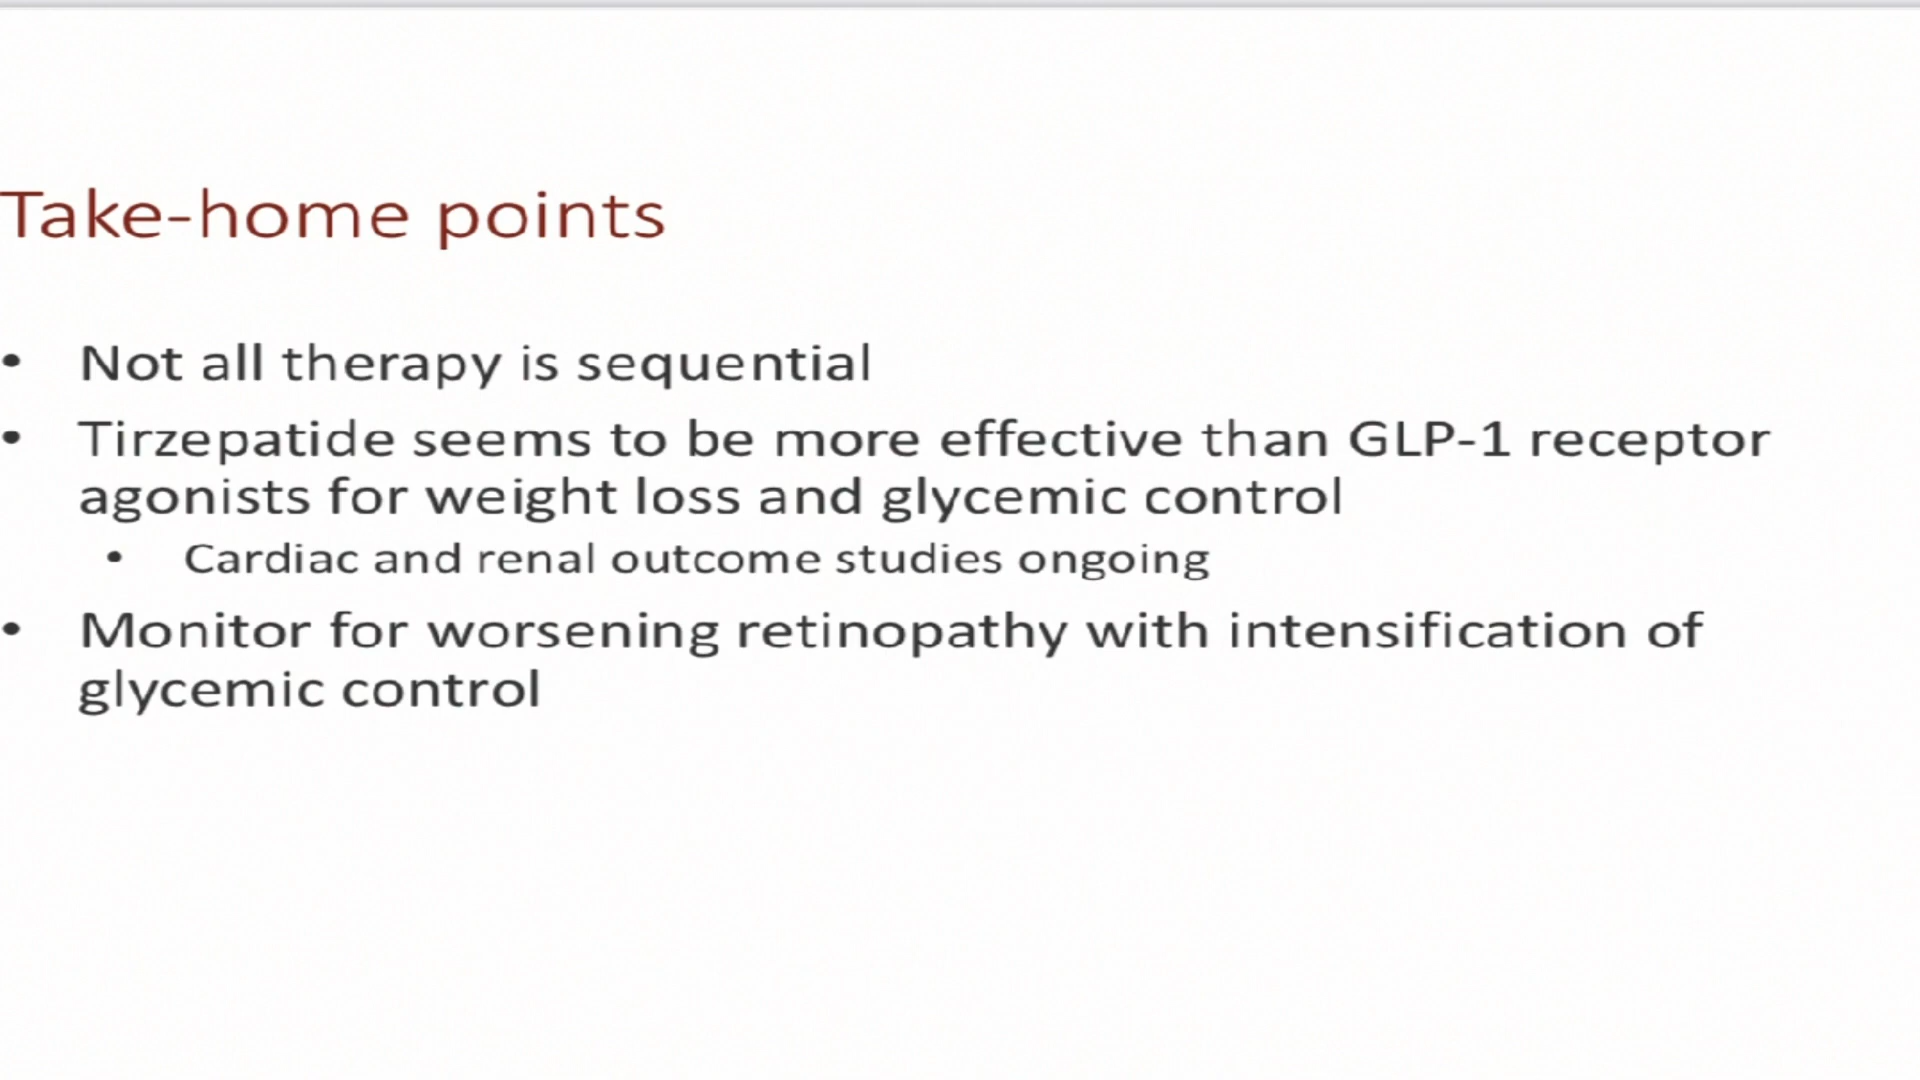 Take-home points
• Not all therapy is sequential
• Tirzepatide seems to be more effective than GLP-1 receptor
agonists for weight loss and glycemic control
• Cardiac and renal outcome studies ongoing
• Monitor for worsening retinopathy with intensification of
glycemic control